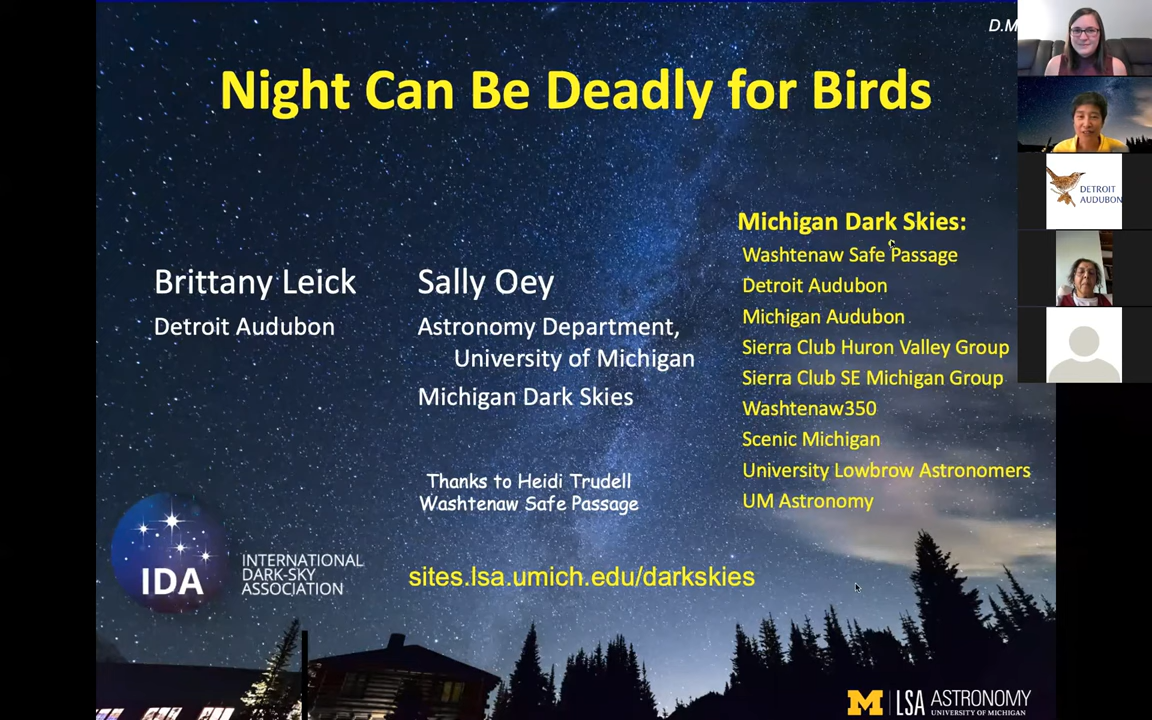 D.M
Night Can Be Deadly for Birds
Brittany Leick
Detroit Audubon
Sally Oey
Astronomy Department,
University of Michigan
Michigan Dark Skies
Thanks to Heidi Trudell
Washtenaw Safe Passage
Michigan Dark Skies:
Washtenaw Safe Passage
Detroit Audubon
Michigan Audubon
Sierra Club Huron Valley Group
Sierra Club SE Michigan Group
Washtenaw350
Scenic Michigan
University Lowbrow Astronomers
UM Astronomy
DETROIT
AUDUBON
IDA
INTERNATIONAL
DARK-SKY
ASSOCIATION
sites.lsa.umich.edu/darkskies
M LSA ASTRONOMY
UNIVERSITY OF MICHIGAN